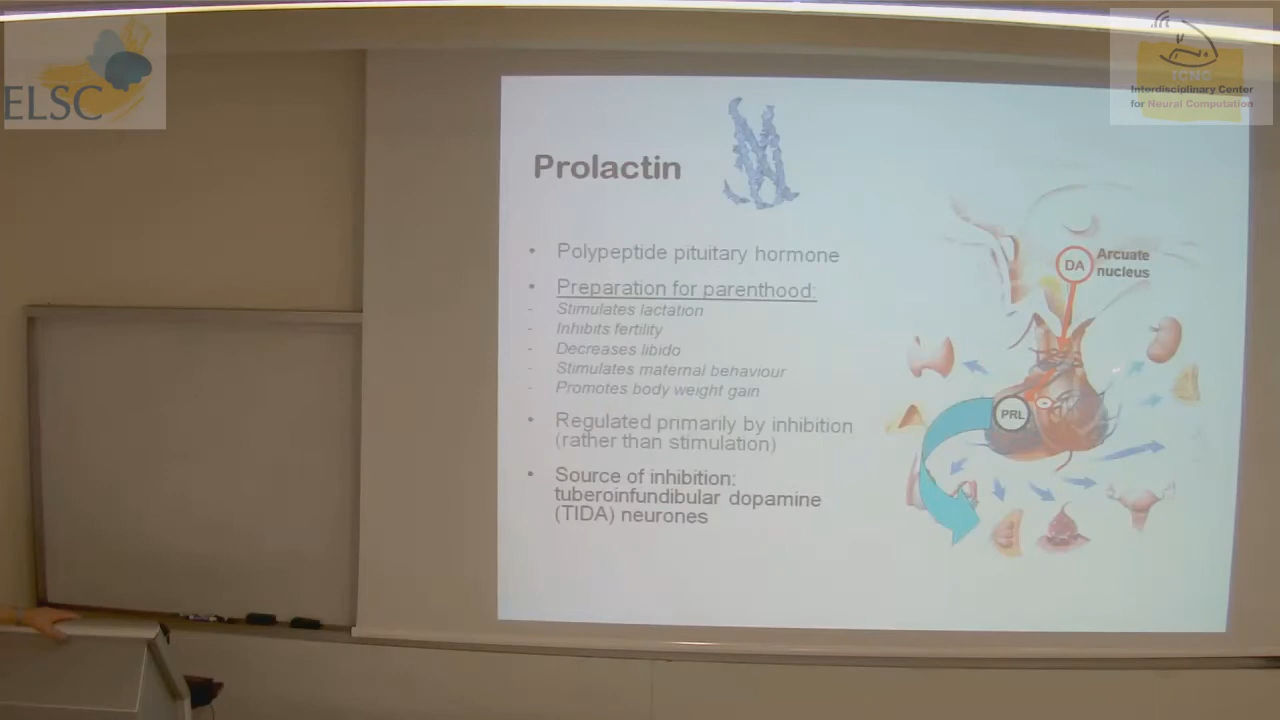 ELSC
ICNC
Interdisciplinary Center
for Neural Computation
Prolactin
• Polypeptide pituitary hormone
• Preparation for parenthood:
- Stimulates lactation
- Inhibits fertility
- Decreases libido
- Stimulates maternal behaviour
- Promotes body weight gain
• Regulated primarily by inhibition
(rather than stimulation)
• Source of inhibition:
tuberoinfundibular dopamine
(TIDA) neurones
DA
Arcuate
nucleus
PRL